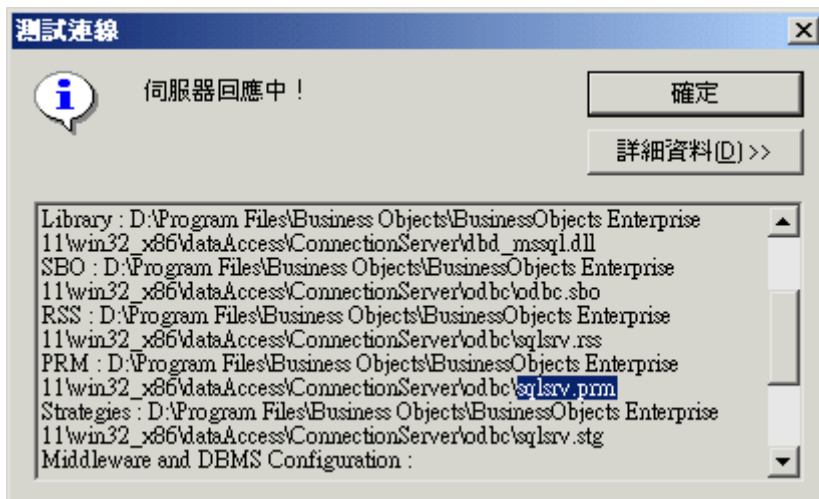 測試連線
伺服器回應中！
確定
詳細資料(D)>>
Library : D:\Program Files\Business Objects\BusinessObjects Enterprise
11\win32_x86\dataAccess\ConnectionServer\dbd_mssql.dll
SBO : D:\Program Files\Business Objects\BusinessObjects Enterprise
11\win32_x86\dataAccess\ConnectionServer\odbc\odbc.sbo
RSS : D:\Program Files\Business Objects\BusinessObjects Enterprise
11\win32_x86\dataAccess\ConnectionServer\odbc\sqlsrv.rss
PRM : D:\Program Files\Business Objects\BusinessObjects Enterprise
11\win32_x86\dataAccess\ConnectionServer\odbc\sqlsrv.prm
Strategies : D:\Program Files\Business Objects\BusinessObjects Enterprise
11\win32_x86\dataAccess\ConnectionServer\odbc\sqlsrv.stg
Middleware and DBMS Configuration :